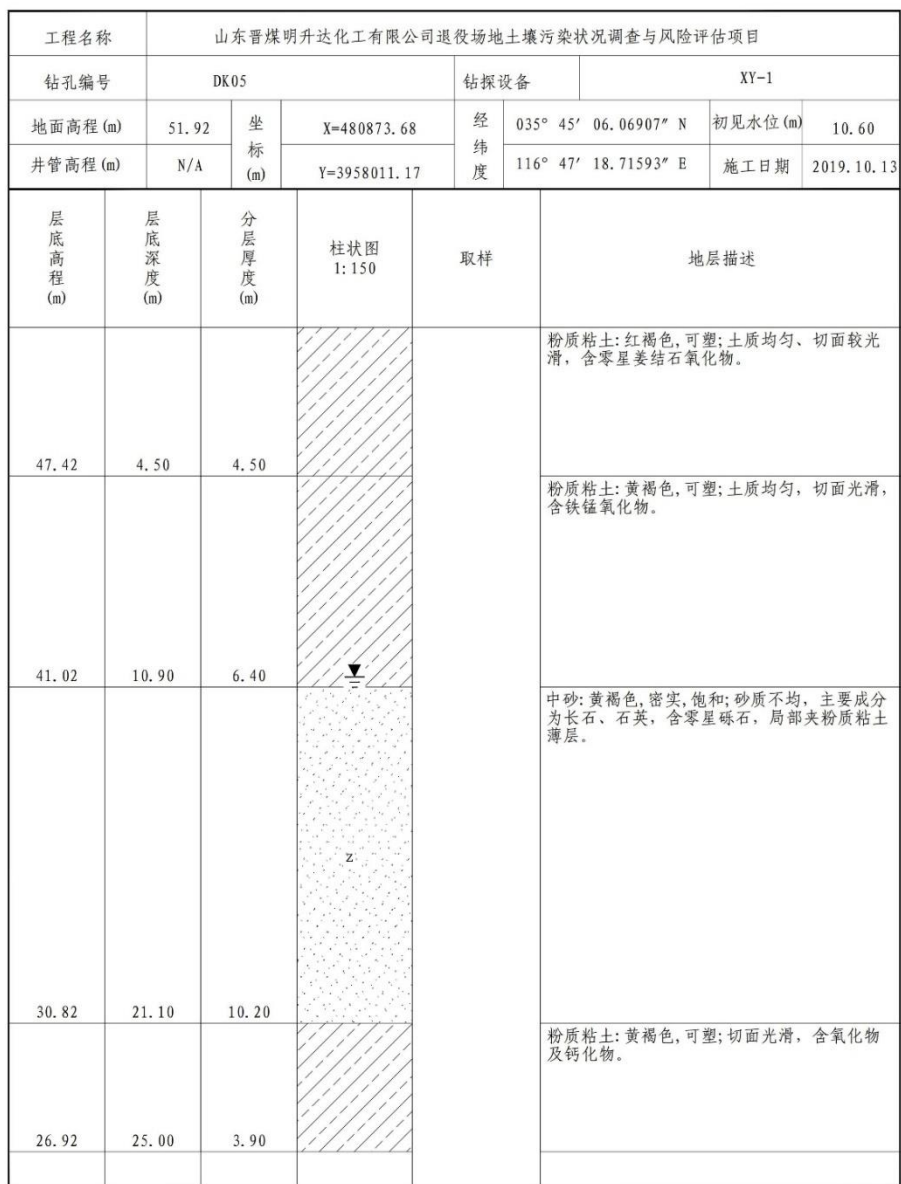 工程名称 山东晋煤明升达化工有限公司退役场地土壤污染状况调查与风险评估项目
钻孔编号 DK05 钻探设备 XY-1
地面高程(m) 51.92 坐标(m) X=480873.68 经纬度 035° 45′ 06.06907″ N 初见水位(m) 10.60
井管高程(m) N/A Y=3958011.17 116° 47′ 18.71593″ E 施工日期 2019.10.13
层底高程(m) 层底深度(m) 分层厚度(m) 柱状图 1:150 取样 地层描述
粉质粘土:红褐色,可塑;土质均匀、切面较光
滑，含零星姜结石氧化物。
47.42 4.50 4.50
粉质粘土:黄褐色,可塑;土质均匀，切面光滑，
含铁锰氧化物。
41.02 10.90 6.40
中砂:黄褐色,密实,饱和;砂质不均，主要成分
为长石、石英，含零星砾石，局部夹粉质粘土
薄层。
Z
30.82 21.10 10.20
粉质粘土:黄褐色,可塑;切面光滑，含氧化物
及钙化物。
26.92 25.00 3.90